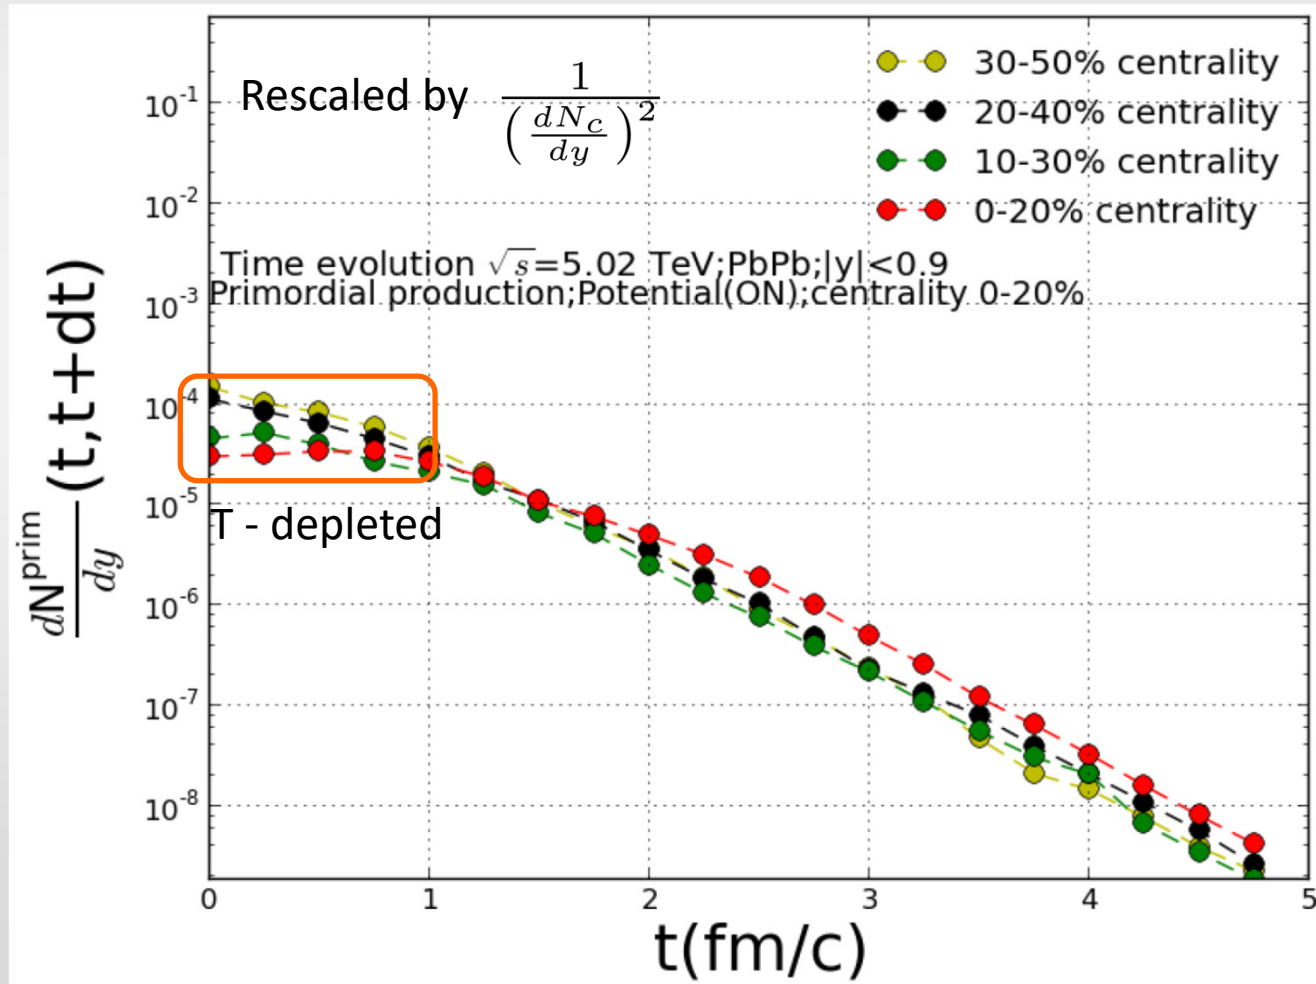 Rescaled by 1/(dN_c/dy)^2
30-50% centrality
20-40% centrality
10-30% centrality
0-20% centrality
Time evolution √s=5.02 TeV;PbPb;|y|<0.9
Primordial production;Potential(ON);centrality 0-20%
T - depleted
dN^prim/dy (t,t+dt)
10^-1
10^-2
10^-3
10^-4
10^-5
10^-6
10^-7
10^-8
0 1 2 3 4 5
t(fm/c)